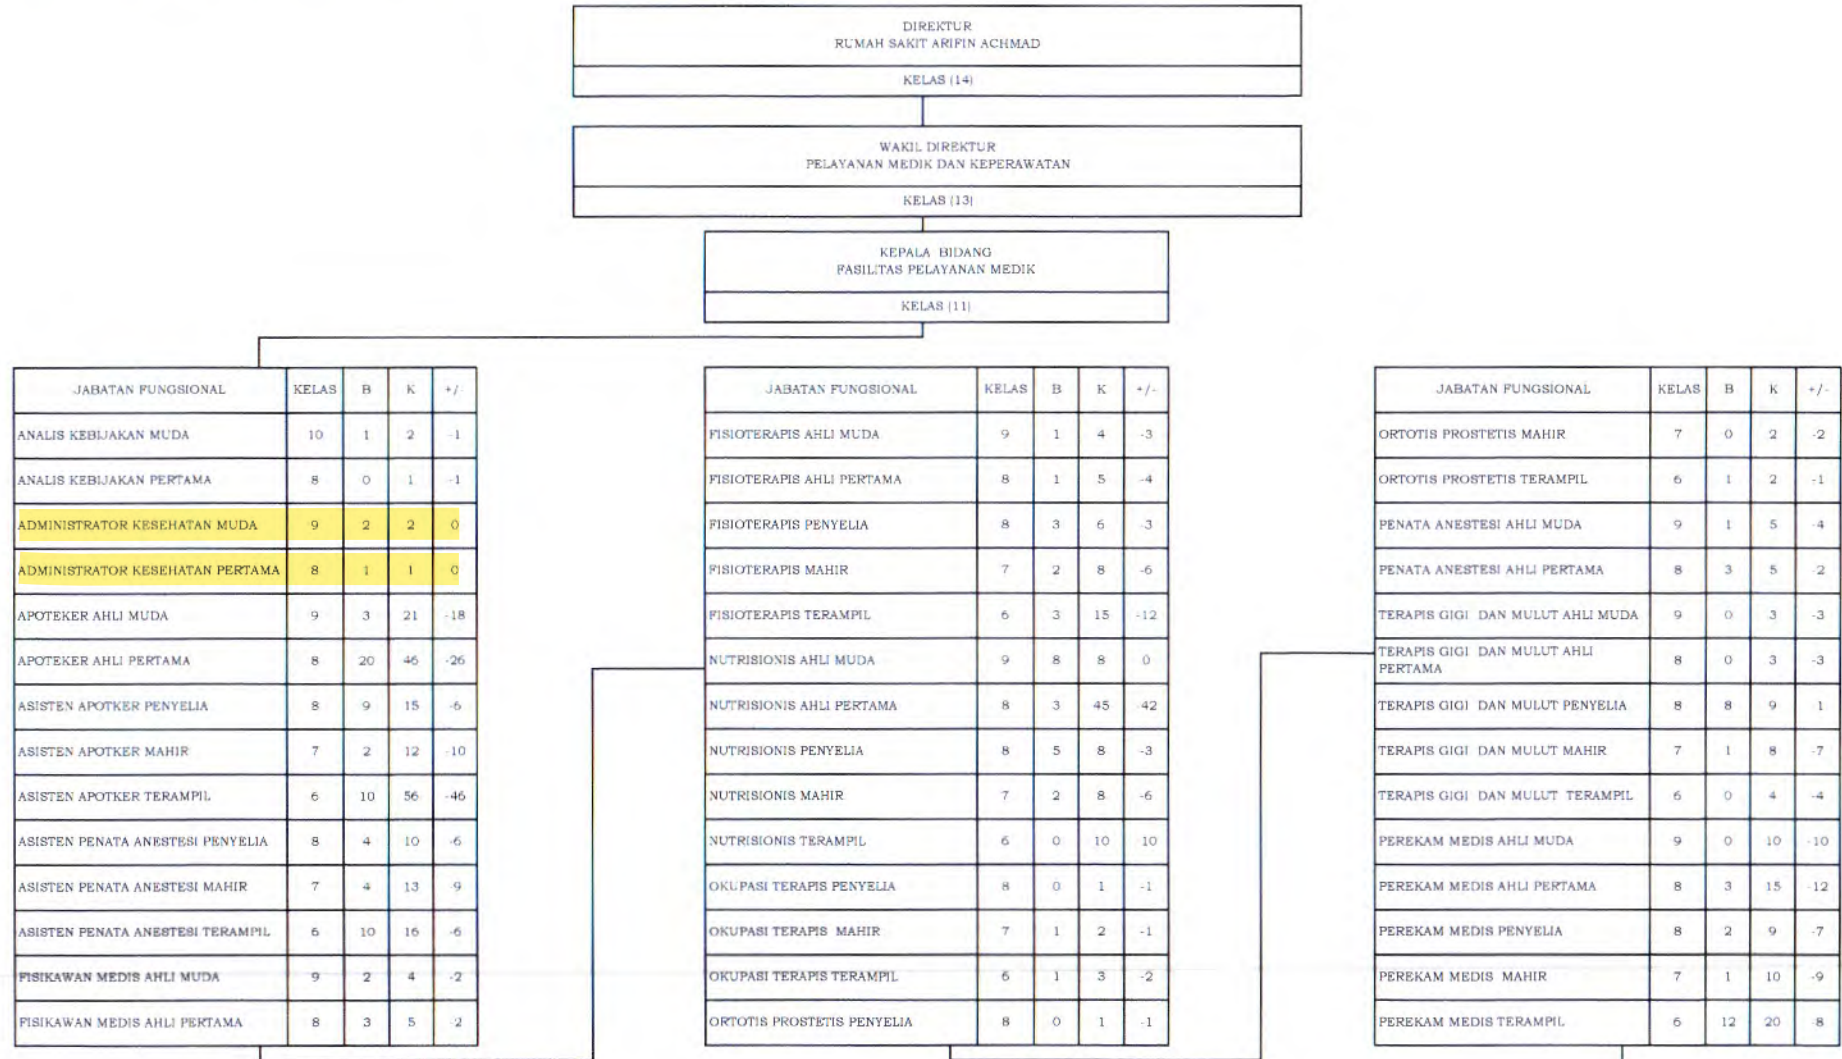 DIREKTUR
RUMAH SAKIT ARIFIN ACHMAD
KELAS (14)
WAKIL DIREKTUR
PELAYANAN MEDIK DAN KEPERAWATAN
KELAS (13)
KEPALA BIDANG
FASILITAS PELAYANAN MEDIK
KELAS (11)
JABATAN FUNGSIONAL KELAS B K +/-
ANALIS KEBIJAKAN MUDA 10 1 2 -1
ANALIS KEBIJAKAN PERTAMA 8 0 1 -1
ADMINISTRATOR KESEHATAN MUDA 9 2 2 0
ADMINISTRATOR KESEHATAN PERTAMA 8 1 1 0
APOTEKER AHLI MUDA 9 3 21 -18
APOTEKER AHLI PERTAMA 8 20 46 -26
ASISTEN APOTKER PENYELIA 8 9 15 -6
ASISTEN APOTKER MAHIR 7 2 12 -10
ASISTEN APOTKER TERAMPIL 6 10 56 -46
ASISTEN PENATA ANESTESI PENYELIA 8 4 10 -6
ASISTEN PENATA ANESTESI MAHIR 7 4 13 -9
ASISTEN PENATA ANESTESI TERAMPIL 6 10 16 -6
FISIKAWAN MEDIS AHLI MUDA 9 2 4 -2
FISIKAWAN MEDIS AHLI PERTAMA 8 3 5 -2
JABATAN FUNGSIONAL KELAS B K +/-
FISIOTERAPIS AHLI MUDA 9 1 4 -3
FISIOTERAPIS AHLI PERTAMA 8 1 5 -4
FISIOTERAPIS PENYELIA 8 3 6 -3
FISIOTERAPIS MAHIR 7 2 8 -6
FISIOTERAPIS TERAMPIL 6 3 15 -12
NUTRISIONIS AHLI MUDA 9 8 8 0
NUTRISIONIS AHLI PERTAMA 8 3 45 -42
NUTRISIONIS PENYELIA 8 5 8 -3
NUTRISIONIS MAHIR 7 2 8 -6
NUTRISIONIS TERAMPIL 6 0 10 10
OKUPASI TERAPIS PENYELIA 8 0 1 -1
OKUPASI TERAPIS MAHIR 7 1 2 -1
OKUPASI TERAPIS TERAMPIL 6 1 3 -2
ORTOTIS PROSTETIS PENYELIA 8 0 1 -1
JABATAN FUNGSIONAL KELAS B K +/-
ORTOTIS PROSTETIS MAHIR 7 0 2 -2
ORTOTIS PROSTETIS TERAMPIL 6 1 2 -1
PENATA ANESTESI AHLI MUDA 9 1 5 -4
PENATA ANESTESI AHLI PERTAMA 8 3 5 -2
TERAPIS GIGI DAN MULUT AHLI MUDA 9 0 3 -3
TERAPIS GIGI DAN MULUT AHLI
PERTAMA 8 0 3 -3
TERAPIS GIGI DAN MULUT PENYELIA 8 8 9 1
TERAPIS GIGI DAN MULUT MAHIR 7 1 8 -7
TERAPIS GIGI DAN MULUT TERAMPIL 6 0 4 -4
PEREKAM MEDIS AHLI MUDA 9 0 10 -10
PEREKAM MEDIS AHLI PERTAMA 8 3 15 -12
PEREKAM MEDIS PENYELIA 8 2 9 -7
PEREKAM MEDIS MAHIR 7 1 10 -9
PEREKAM MEDIS TERAMPIL 6 12 20 -8